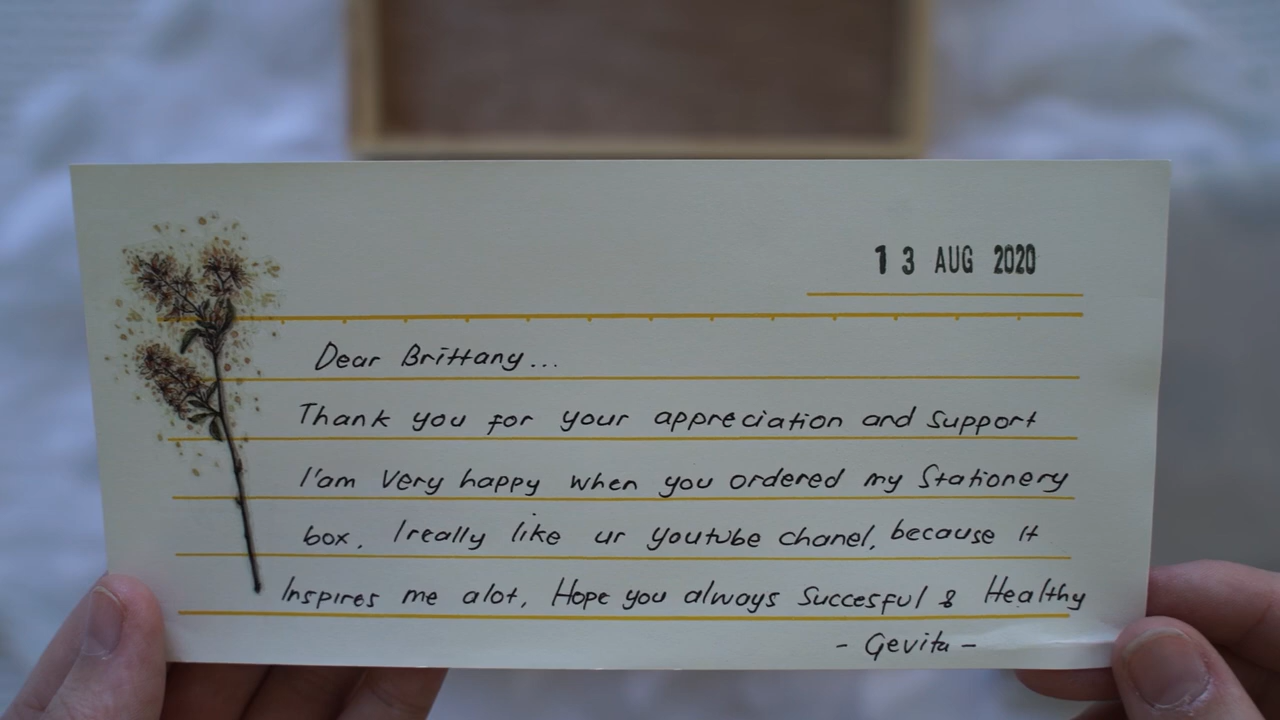 13 AUG 2020
Dear Brittany...
Thank you for your appreciation and Support
I'am Very happy when you ordered my Stationery
box. I really like ur Youtube chanel, because It
Inspires me alot, Hope you always Succesful & Healthy
- Gevita -